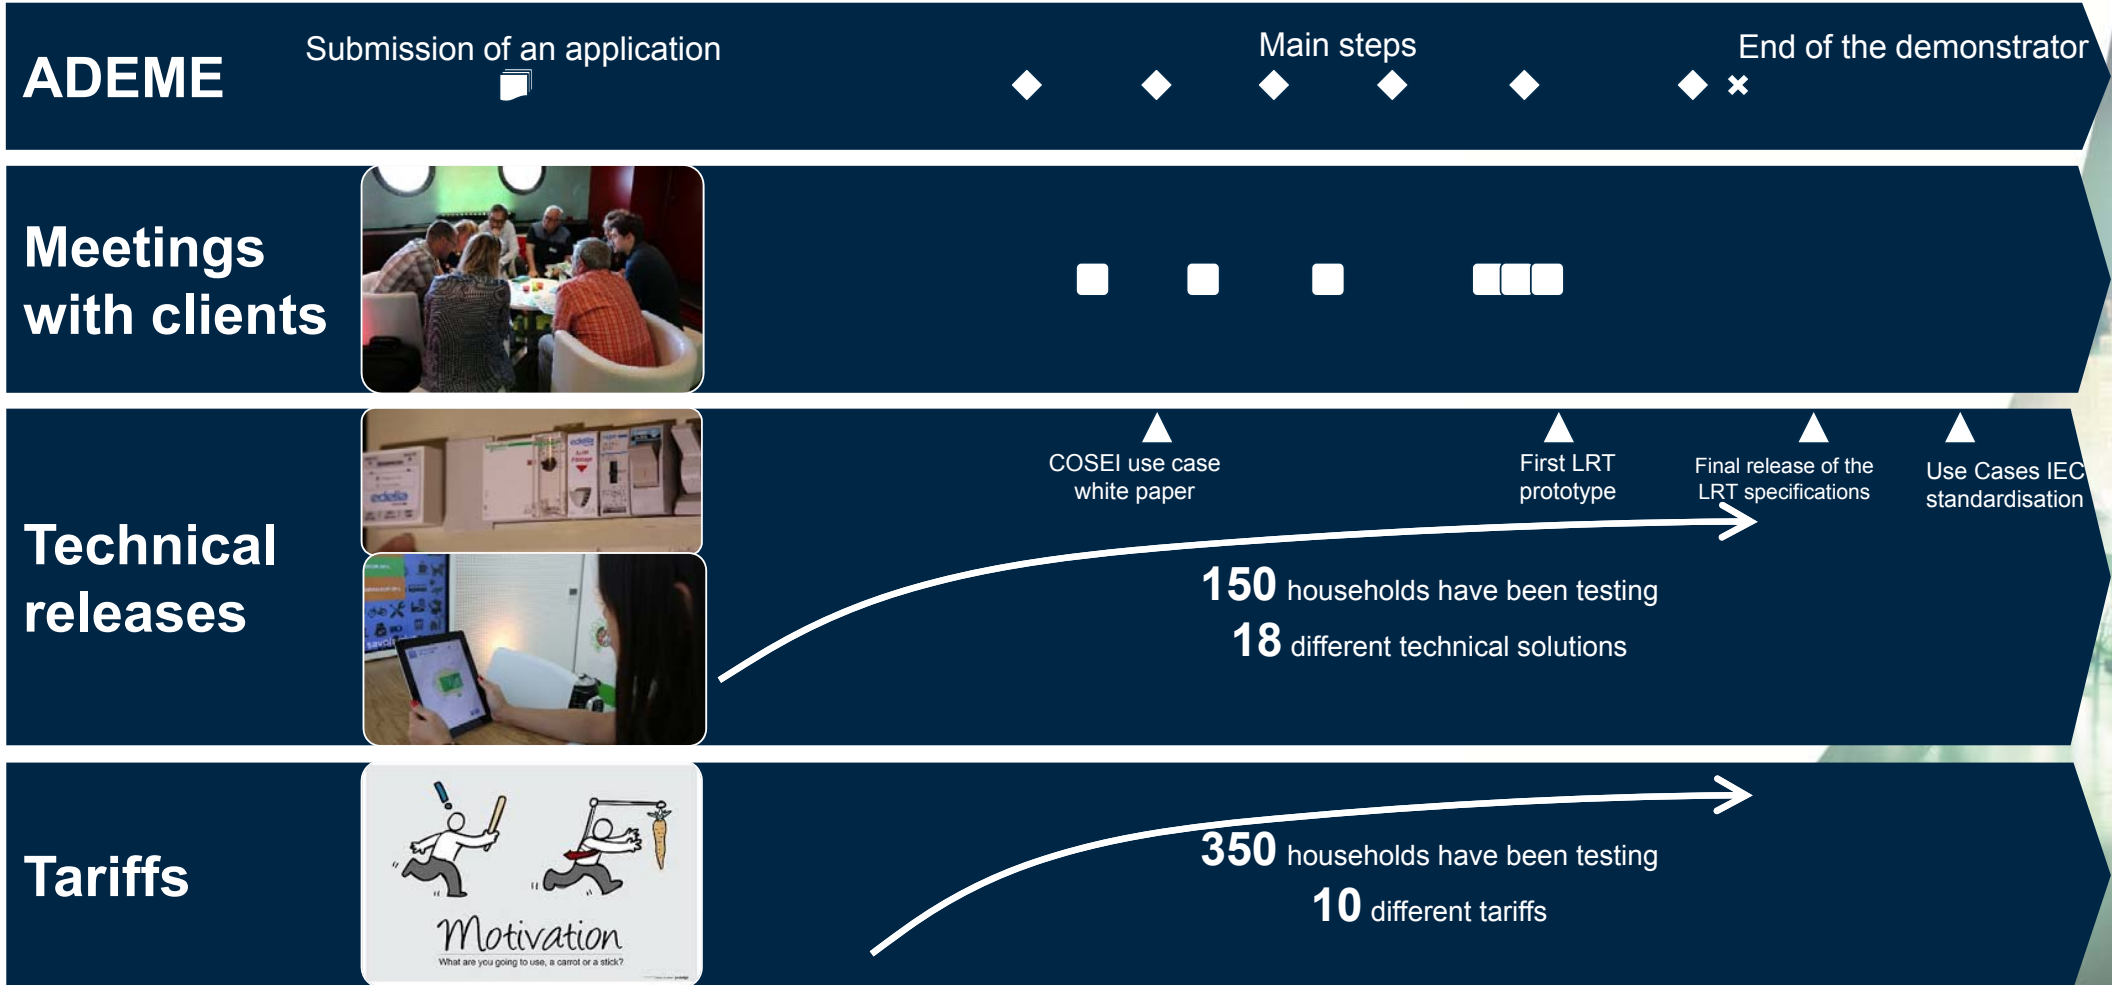 ADEME
Submission of an application
Main steps
End of the demonstrator
Meetings
with clients
Technical
releases
edelia
edelia
COSEI use case
white paper
First LRT
prototype
Final release of the
LRT specifications
Use Cases IEC
standardisation
150 households have been testing
18 different technical solutions
Tariffs
Motivation
What are you going to use, a carrot or a stick?
350 households have been testing
10 different tariffs